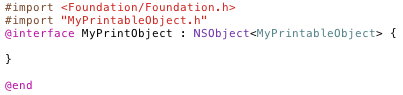 #import <Foundation/Foundation.h>
#import "MyPrintableObject.h"
@interface MyPrintObject : NSObject<MyPrintableObject> {
}
@end